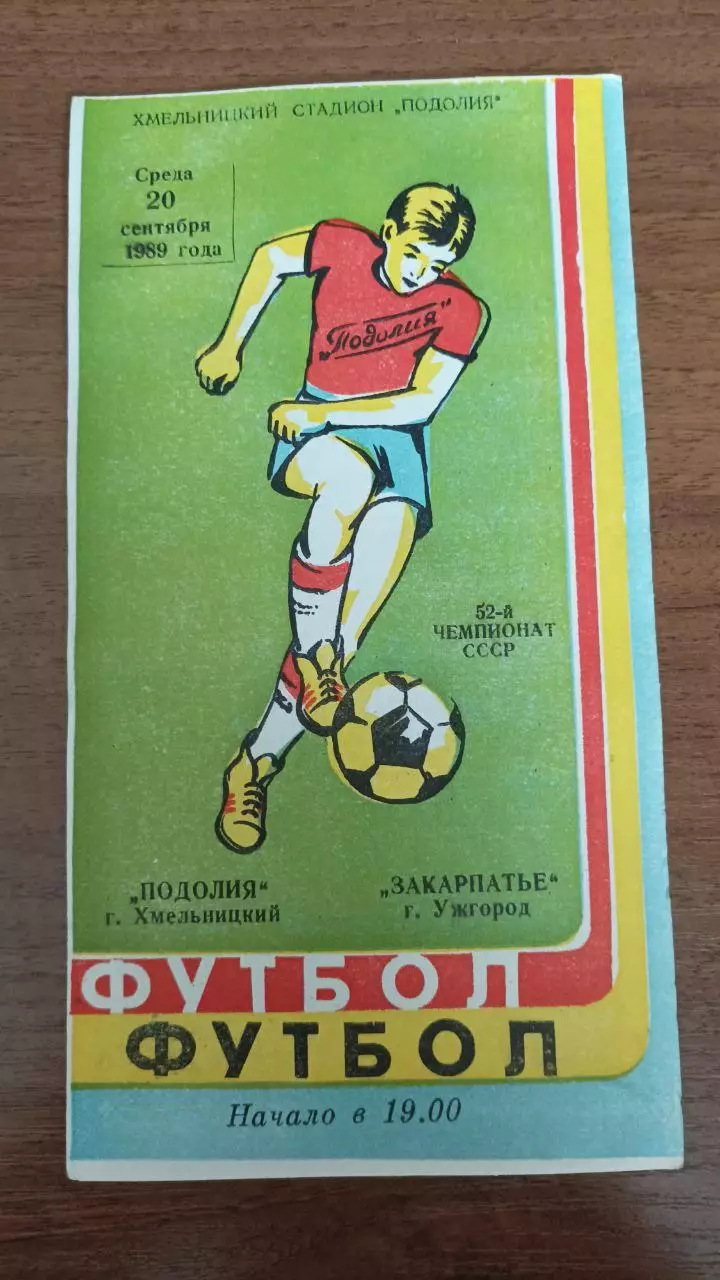 ХМЕЛЬНИЦКИЙ СТАДИОН „ПОДОЛИЯ“
Среда
20
сентября
1989 года
„Подолия“
52-й
ЧЕМПИОНАТ
СССР
„ПОДОЛИЯ“
г. Хмельницкий
„ЗАКАРПАТЬЕ“
г. Ужгород
ФУТБОЛ
ФУТБОЛ
Начало в 19.00